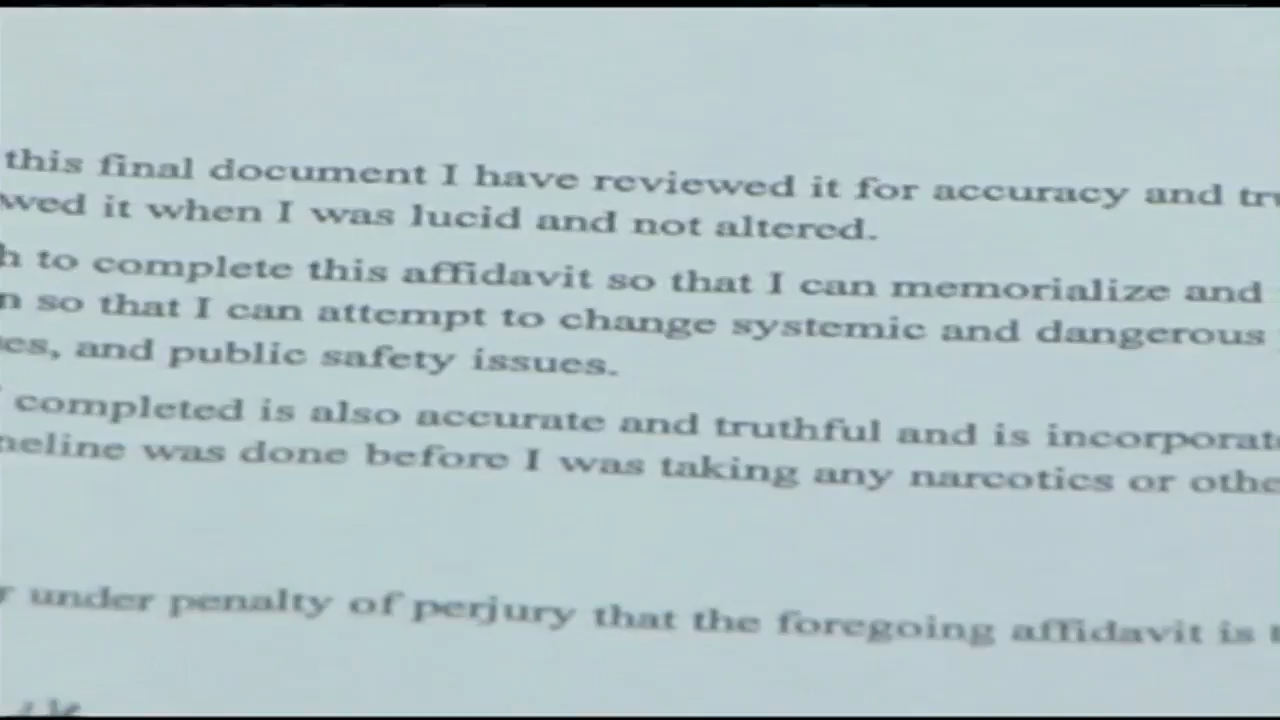 this final document I have reviewed it for accuracy and
it when I was lucid and not altered.
to complete this affidavit so that I can memorialize and
so that I can attempt to change systemic and dangerous
and public safety issues.
completed is also accurate and truthful and is
was done before I was taking any narcotics or
under penalty of perjury that the foregoing affidavit is